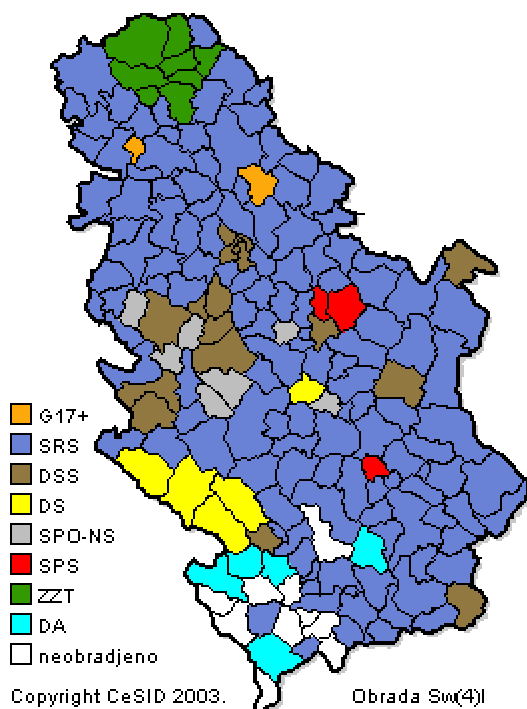 G17+
SRS
DSS
DS
SPO-NS
SPS
ZZT
DA
neobradjeno
Copyright CeSID 2003. Obrada Sw(4)l